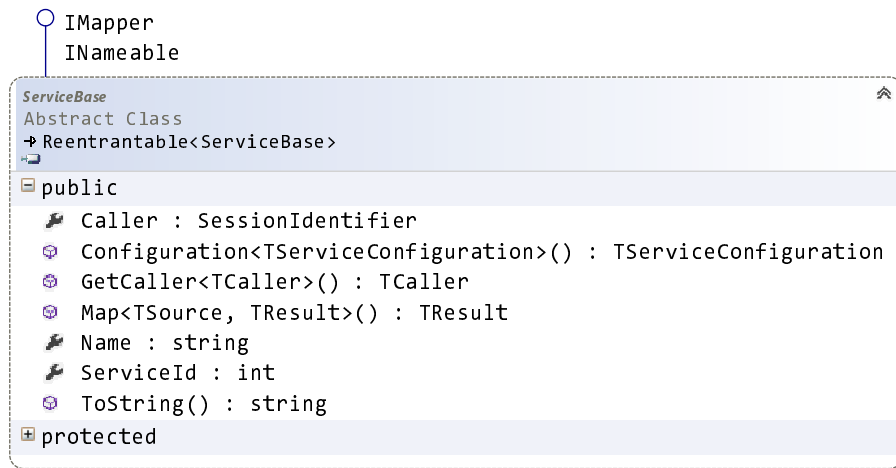 IMapper
INameable
ServiceBase
Abstract Class
Reentrantable<ServiceBase>
public
Caller : SessionIdentifier
Configuration<TServiceConfiguration>() : TServiceConfiguration
GetCaller<TCaller>() : TCaller
Map<TSource, TResult>() : TResult
Name : string
ServiceId : int
ToString() : string
protected